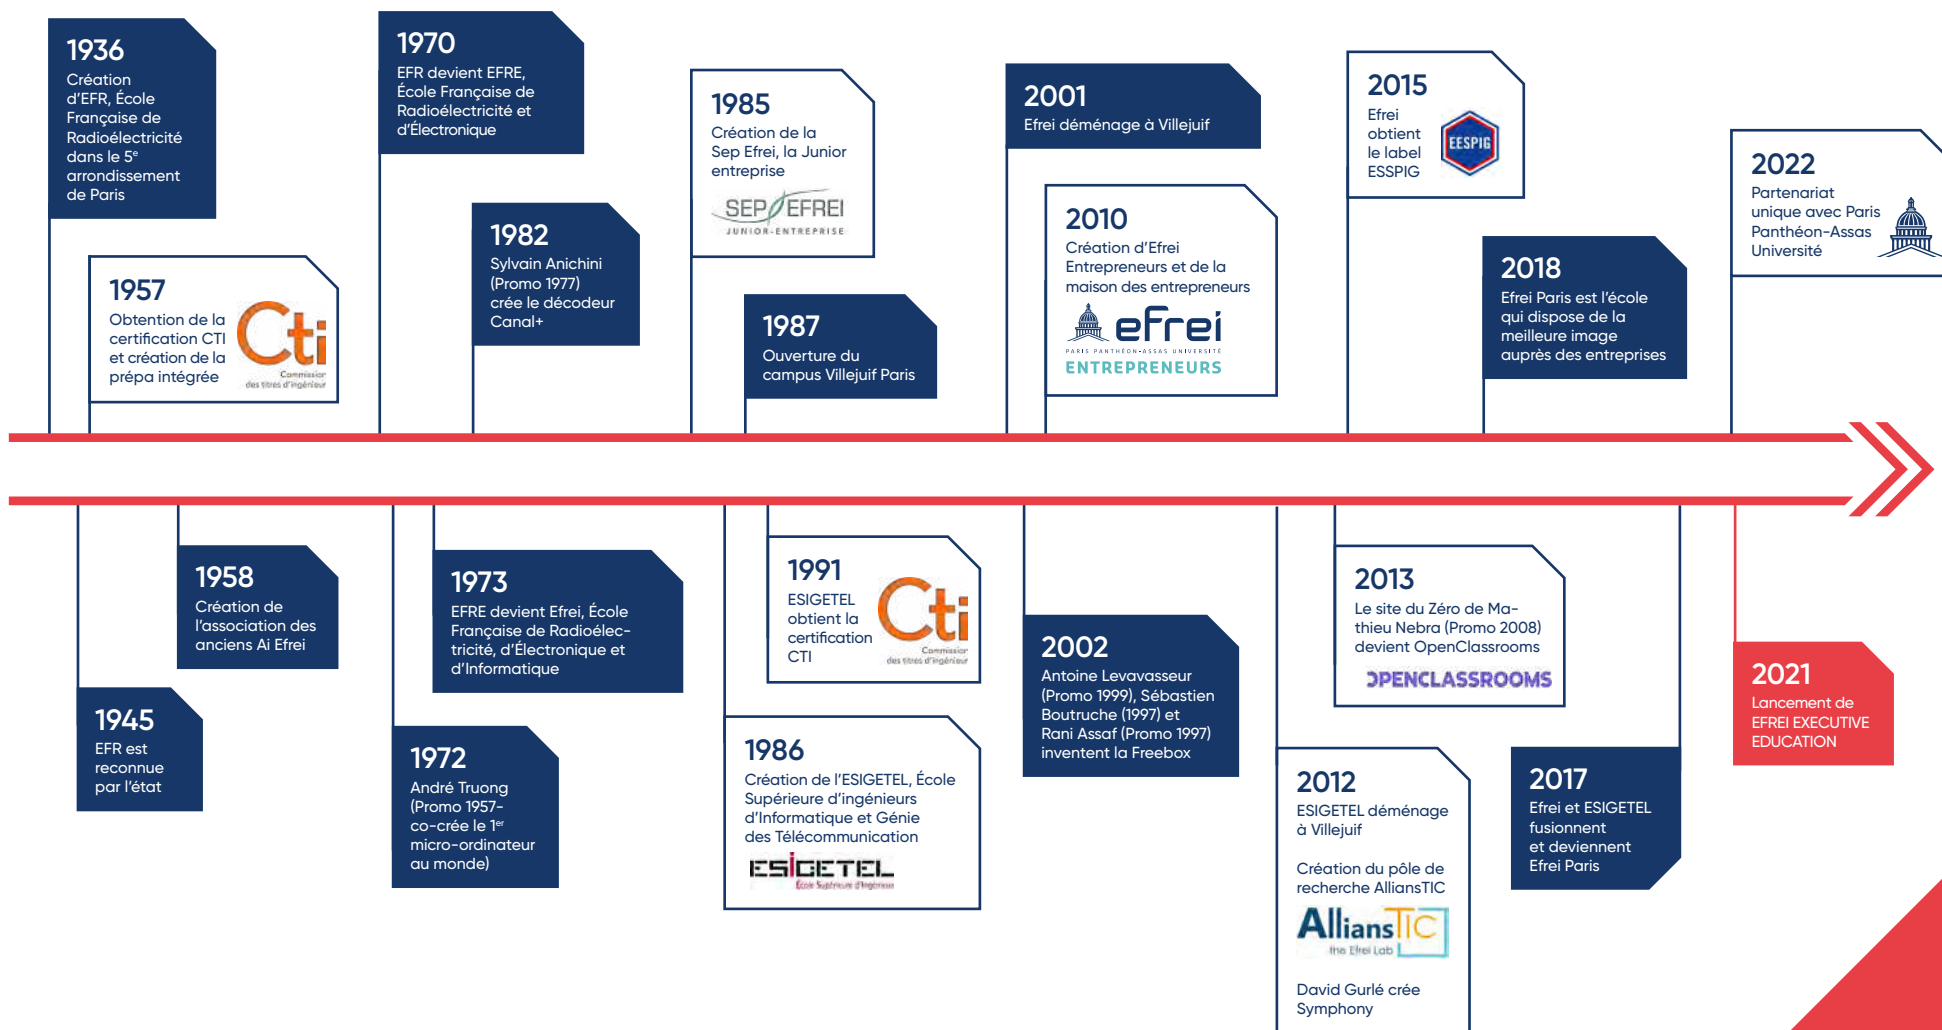 1936
Création
d'EFR, École
Française de
Radioélectricité
dans le 5e
arrondissement
de Paris
1957
Obtention de la
certification CTI
et création de la
prépa intégrée
Cti
Commission
des titres d'ingénieur
1970
EFR devient EFRE,
École Française de
Radioélectricité et
d'Électronique
1982
Sylvain Anichini
(Promo 1977)
crée le décodeur
Canal+
1985
Création de la
Sep Efrei, la Junior
entreprise
SEP EFREI
JUNIOR-ENTREPRISE
1987
Ouverture du
campus Villejuif Paris
2001
Efrei déménage à Villejuif
2010
Création d'Efrei
Entrepreneurs et de la
maison des entrepreneurs
efrei
PARIS PANTHÉON-ASSAS UNIVERSITÉ
ENTREPRENEURS
2015
Efrei
obtient
le label
ESSPIG
EESPIG
2018
Efrei Paris est l'école
qui dispose de la
meilleure image
auprès des entreprises
2022
Partenariat
unique avec Paris
Panthéon-Assas
Université
1945
EFR est
reconnue
par l'état
1958
Création de
l'association des
anciens Ai Efrei
1972
André Truong
(Promo 1957-
co-crée le 1er
micro-ordinateur
au monde)
1973
EFRE devient Efrei, École
Française de Radioélec-
tricité, d'Électronique et
d'Informatique
1986
Création de l'ESIGETEL, École
Supérieure d'ingénieurs
d'Informatique et Génie
des Télécommunication
ESIGETEL
École Supérieure d'Ingénieurs
1991
ESIGETEL
obtient la
certification
CTI
Cti
Commission
des titres d'ingénieur
2002
Antoine Levavasseur
(Promo 1999), Sébastien
Boutruche (1997) et
Rani Assaf (Promo 1997)
inventent la Freebox
2012
ESIGETEL déménage
à Villejuif
Création du pôle de
recherche AlliansTIC
AlliansTIC
the Efrei Lab
David Gurlé crée
Symphony
2013
Le site du Zéro de Ma-
thieu Nebra (Promo 2008)
devient OpenClassrooms
OPENCLASSROOMS
2017
Efrei et ESIGETEL
fusionnent
et deviennent
Efrei Paris
2021
Lancement de
EFREI EXECUTIVE
EDUCATION